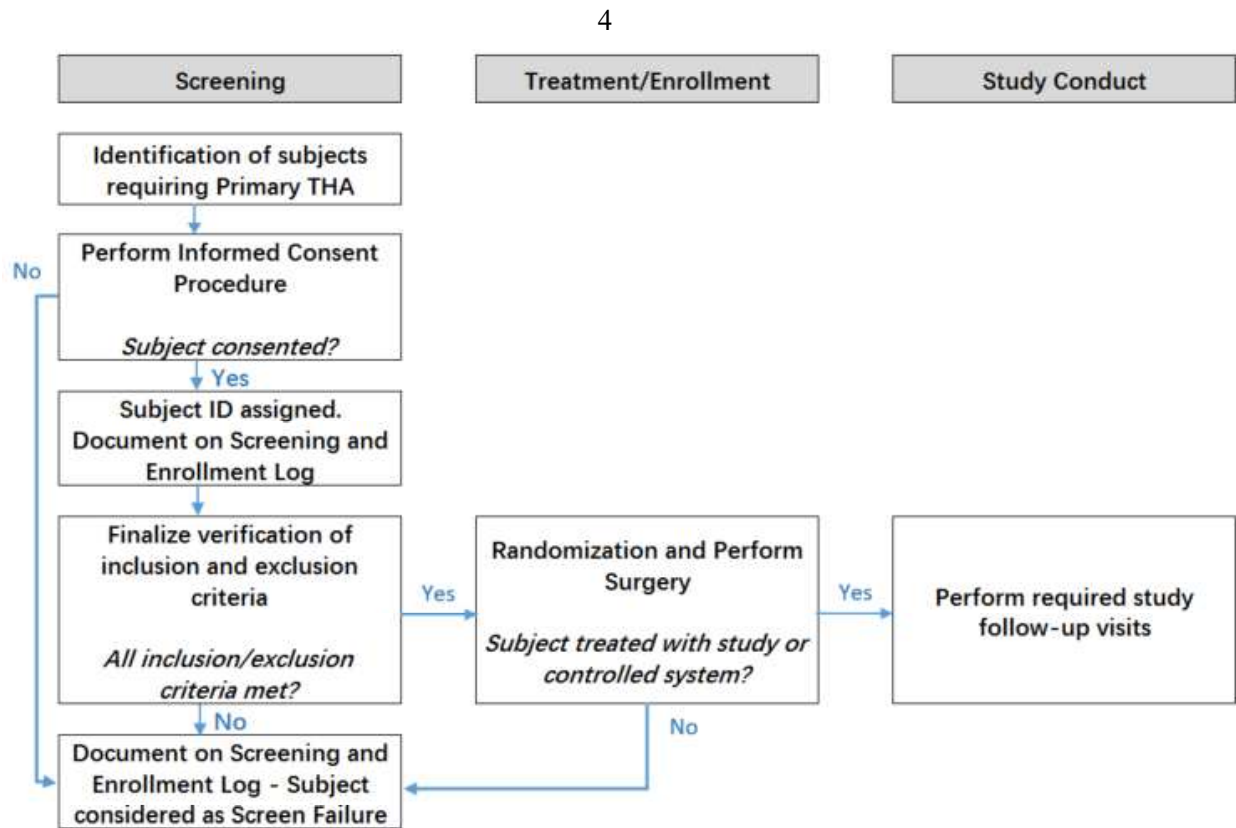 4
Screening
Treatment/Enrollment
Study Conduct
Identification of subjects
requiring Primary THA
No
Perform Informed Consent
Procedure
Subject consented?
Yes
Subject ID assigned.
Document on Screening and
Enrollment Log
Finalize verification of
inclusion and exclusion
criteria
All inclusion/exclusion
criteria met?
Yes
Randomization and Perform
Surgery
Subject treated with study or
controlled system?
Yes
Perform required study
follow-up visits
No
No
Document on Screening and
Enrollment Log - Subject
considered as Screen Failure